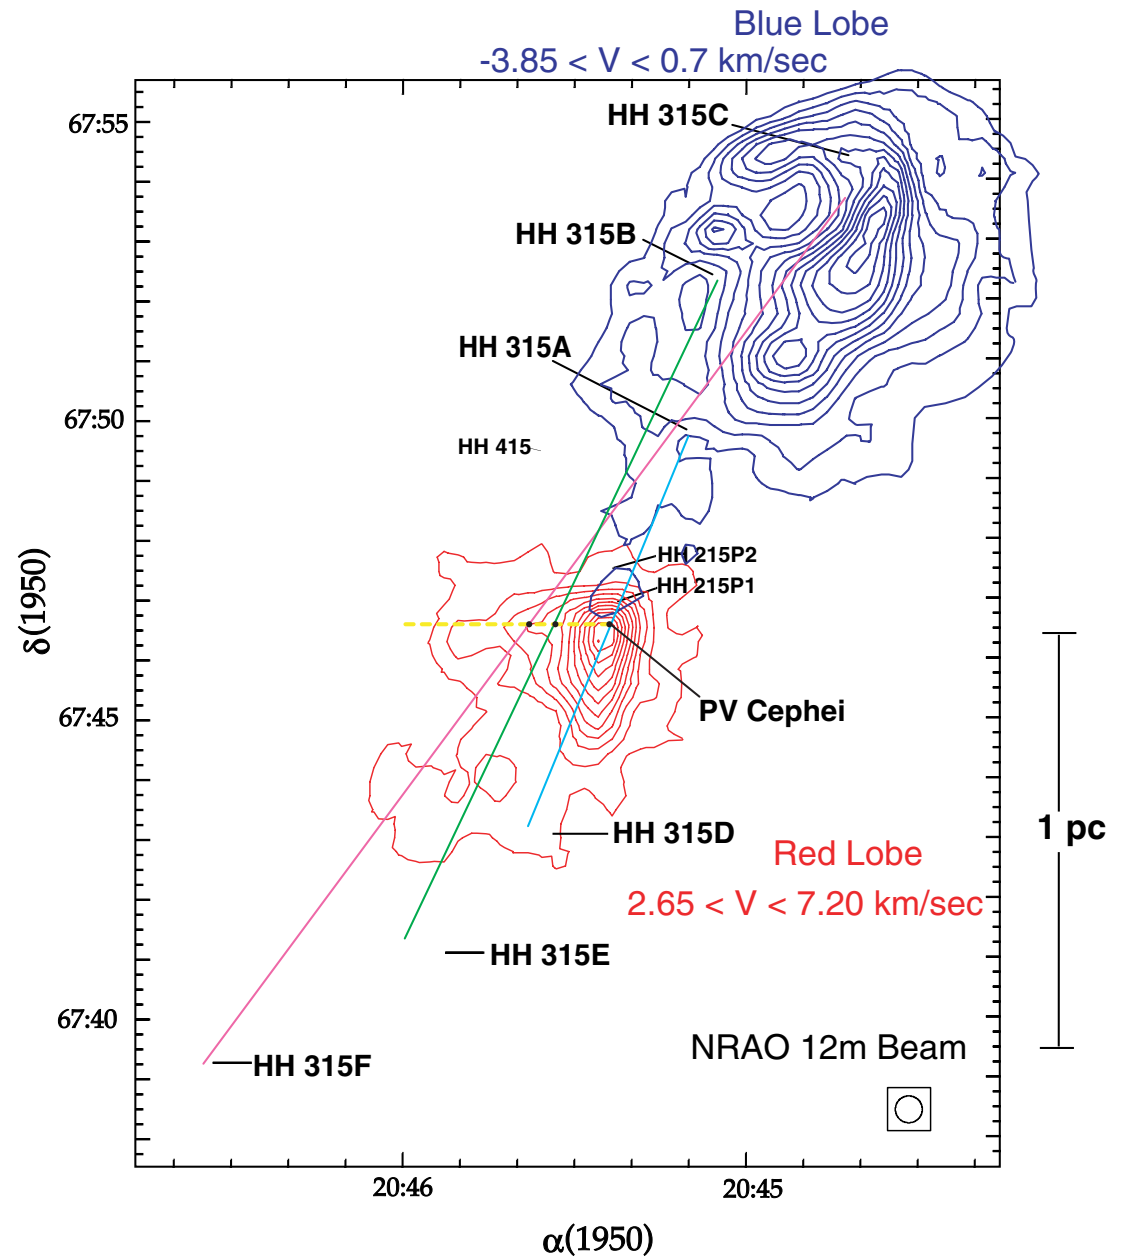 Blue Lobe
-3.85 < V < 0.7 km/sec
HH 315C
67:55
HH 315B
HH 315A
67:50
HH 415
HH 215P2
HH 215P1
δ(1950)
PV Cephei
67:45
1 pc
HH 315D
Red Lobe
2.65 < V < 7.20 km/sec
HH 315E
67:40
NRAO 12m Beam
HH 315F
20:46
20:45
α(1950)